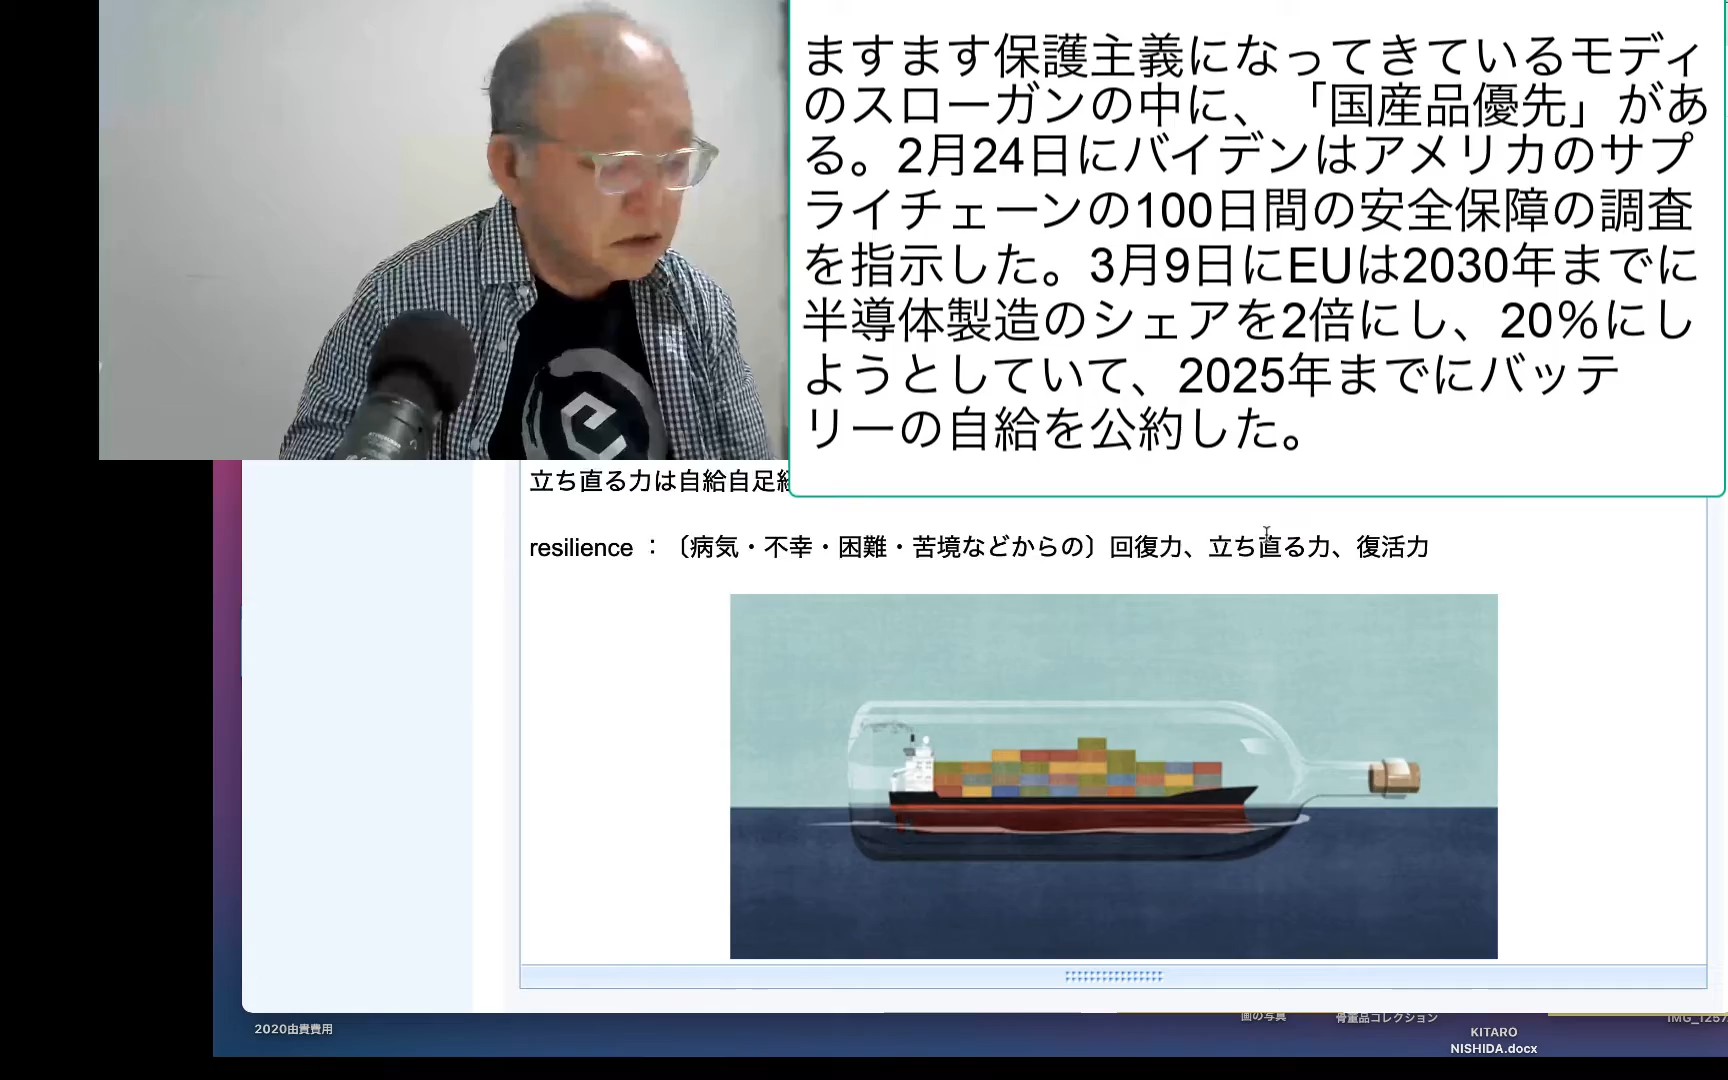 ますます保護主義になってきているモディ
のスローガンの中に、「国産品優先」があ
る。2月24日にバイデンはアメリカのサプ
ライチェーンの100日間の安全保障の調査
を指示した。3月9日にEUは2030年までに
半導体製造のシェアを2倍にし、20%にし
ようとしていて、2025年までにバッテ
リーの自給を公約した。
立ち直る力は自給自足
resilience ：〔病気・不幸・困難・苦境などからの〕回復力、立ち直る力、復活力
2020由貴費用
画の写真
骨董品コレクション
IMG_1257
KITARO
NISHIDA.docx